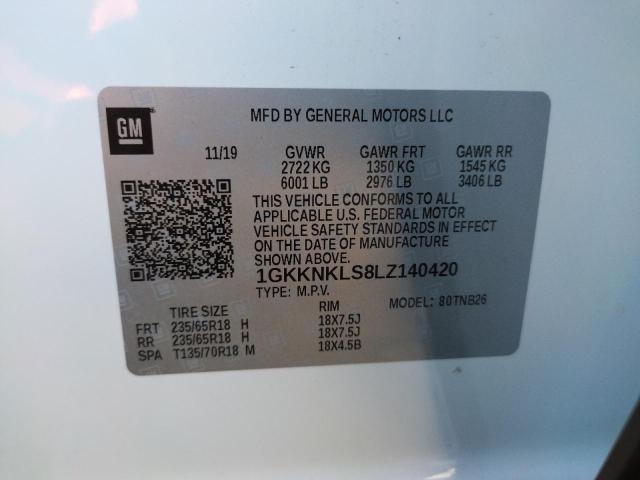 GM
MFD BY GENERAL MOTORS LLC
11/19 GVWR GAWR FRT GAWR RR
2722 KG 1350 KG 1545 KG
6001 LB 2976 LB 3406 LB
THIS VEHICLE CONFORMS TO ALL
APPLICABLE U.S. FEDERAL MOTOR
VEHICLE SAFETY STANDARDS IN EFFECT
ON THE DATE OF MANUFACTURE
SHOWN ABOVE.
1GKKNKLS8LZ140420
TYPE: M.P.V. MODEL: 80TNB26
TIRE SIZE RIM
FRT 235/65R18 H 18X7.5J
RR 235/65R18 H 18X7.5J
SPA T135/70R18 M 18X4.5B